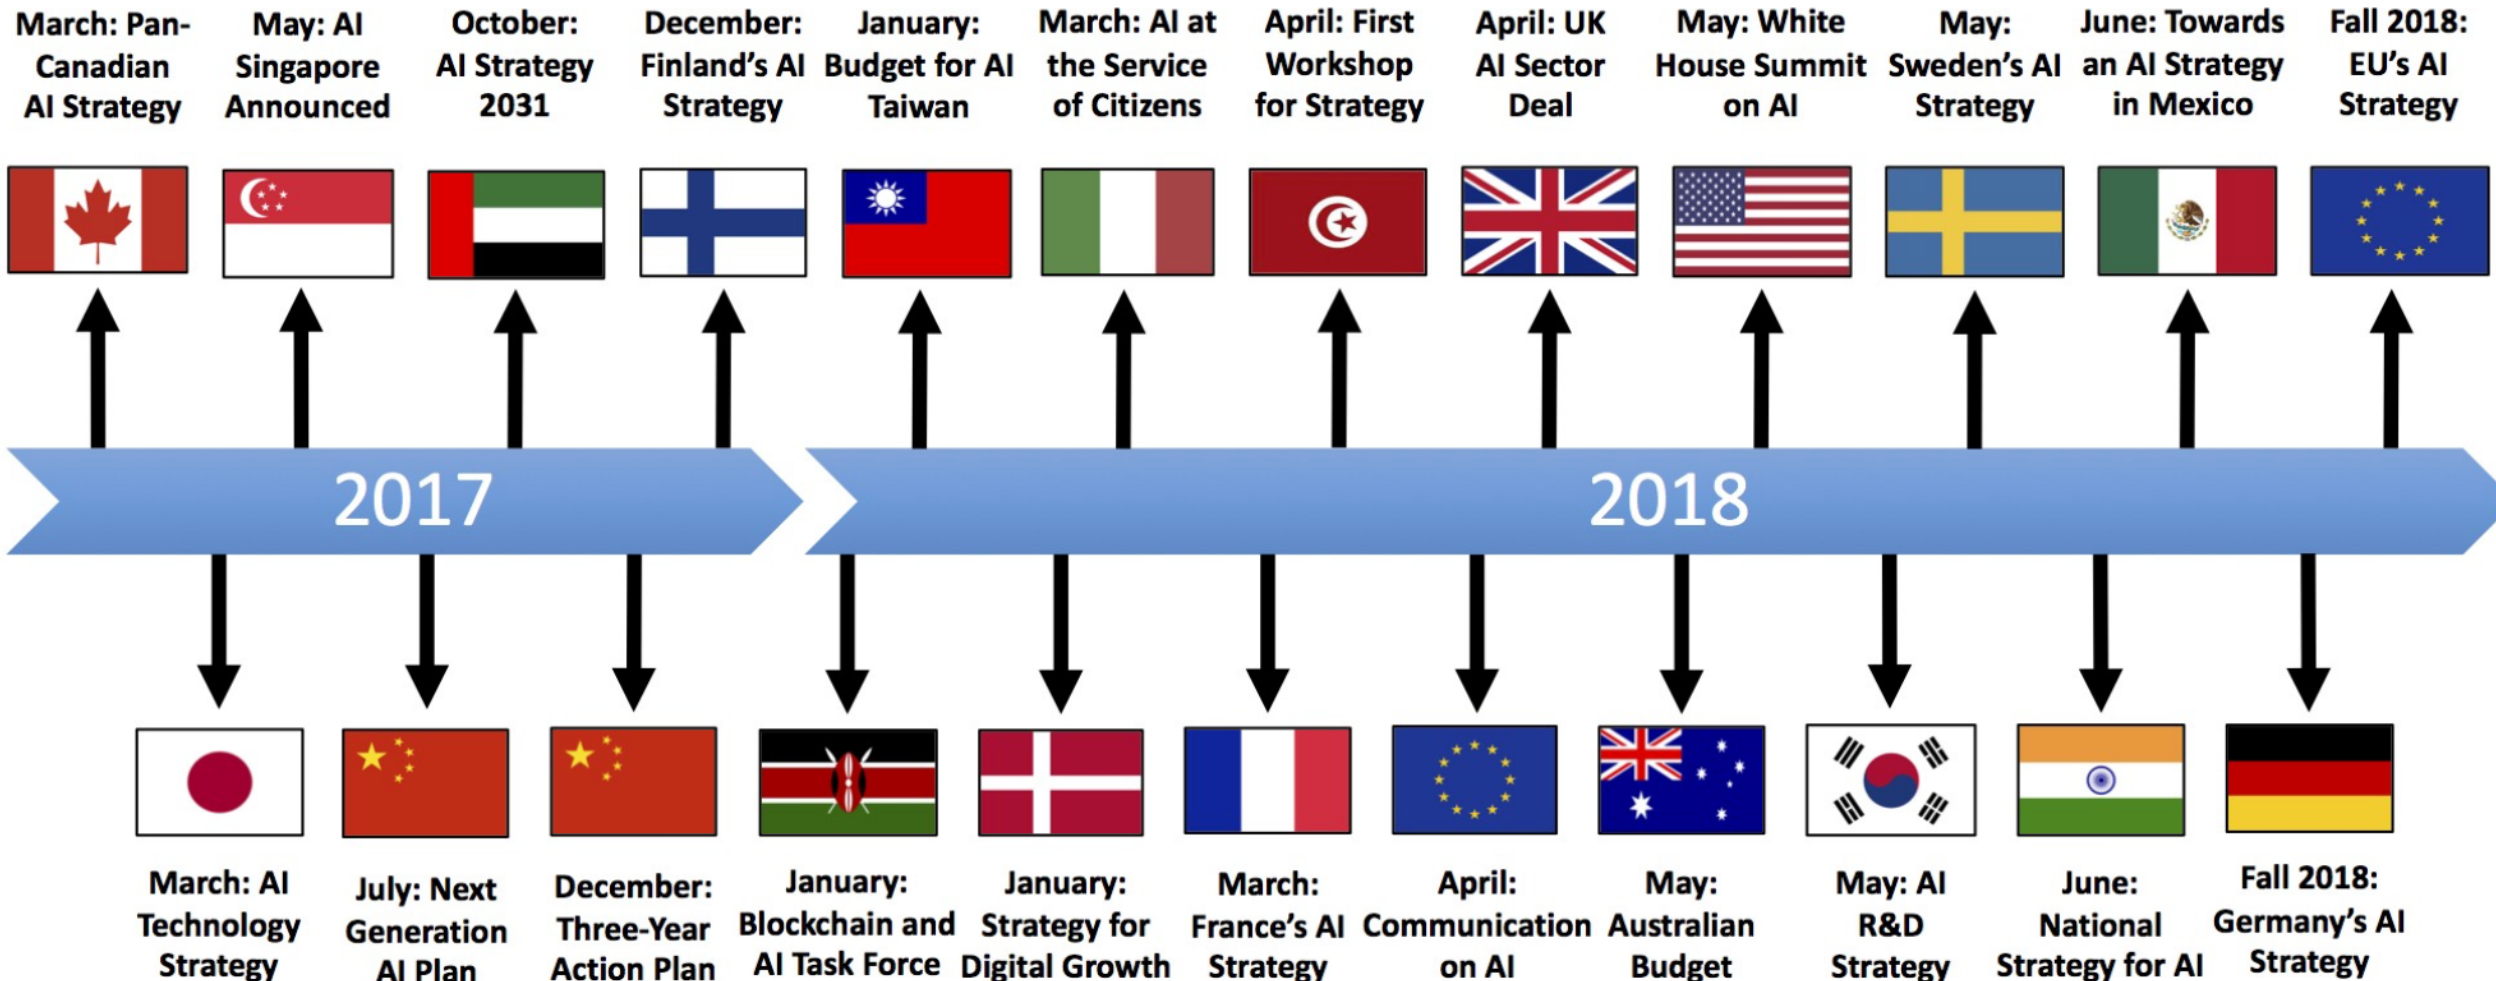 March: Pan-
Canadian
AI Strategy
May: AI
Singapore
Announced
October:
AI Strategy
2031
December:
Finland’s AI
Strategy
January:
Budget for AI
Taiwan
March: AI at
the Service
of Citizens
April: First
Workshop
for Strategy
April: UK
AI Sector
Deal
May: White
House Summit
on AI
May:
Sweden’s AI
Strategy
June: Towards
an AI Strategy
in Mexico
Fall 2018:
EU’s AI
Strategy
2017
2018
March: AI
Technology
Strategy
July: Next
Generation
AI Plan
December:
Three-Year
Action Plan
January:
Blockchain and
AI Task Force
January:
Strategy for
Digital Growth
March:
France’s AI
Strategy
April:
Communication
on AI
May:
Australian
Budget
May: AI
R&D
Strategy
June:
National
Strategy for AI
Fall 2018:
Germany’s AI
Strategy